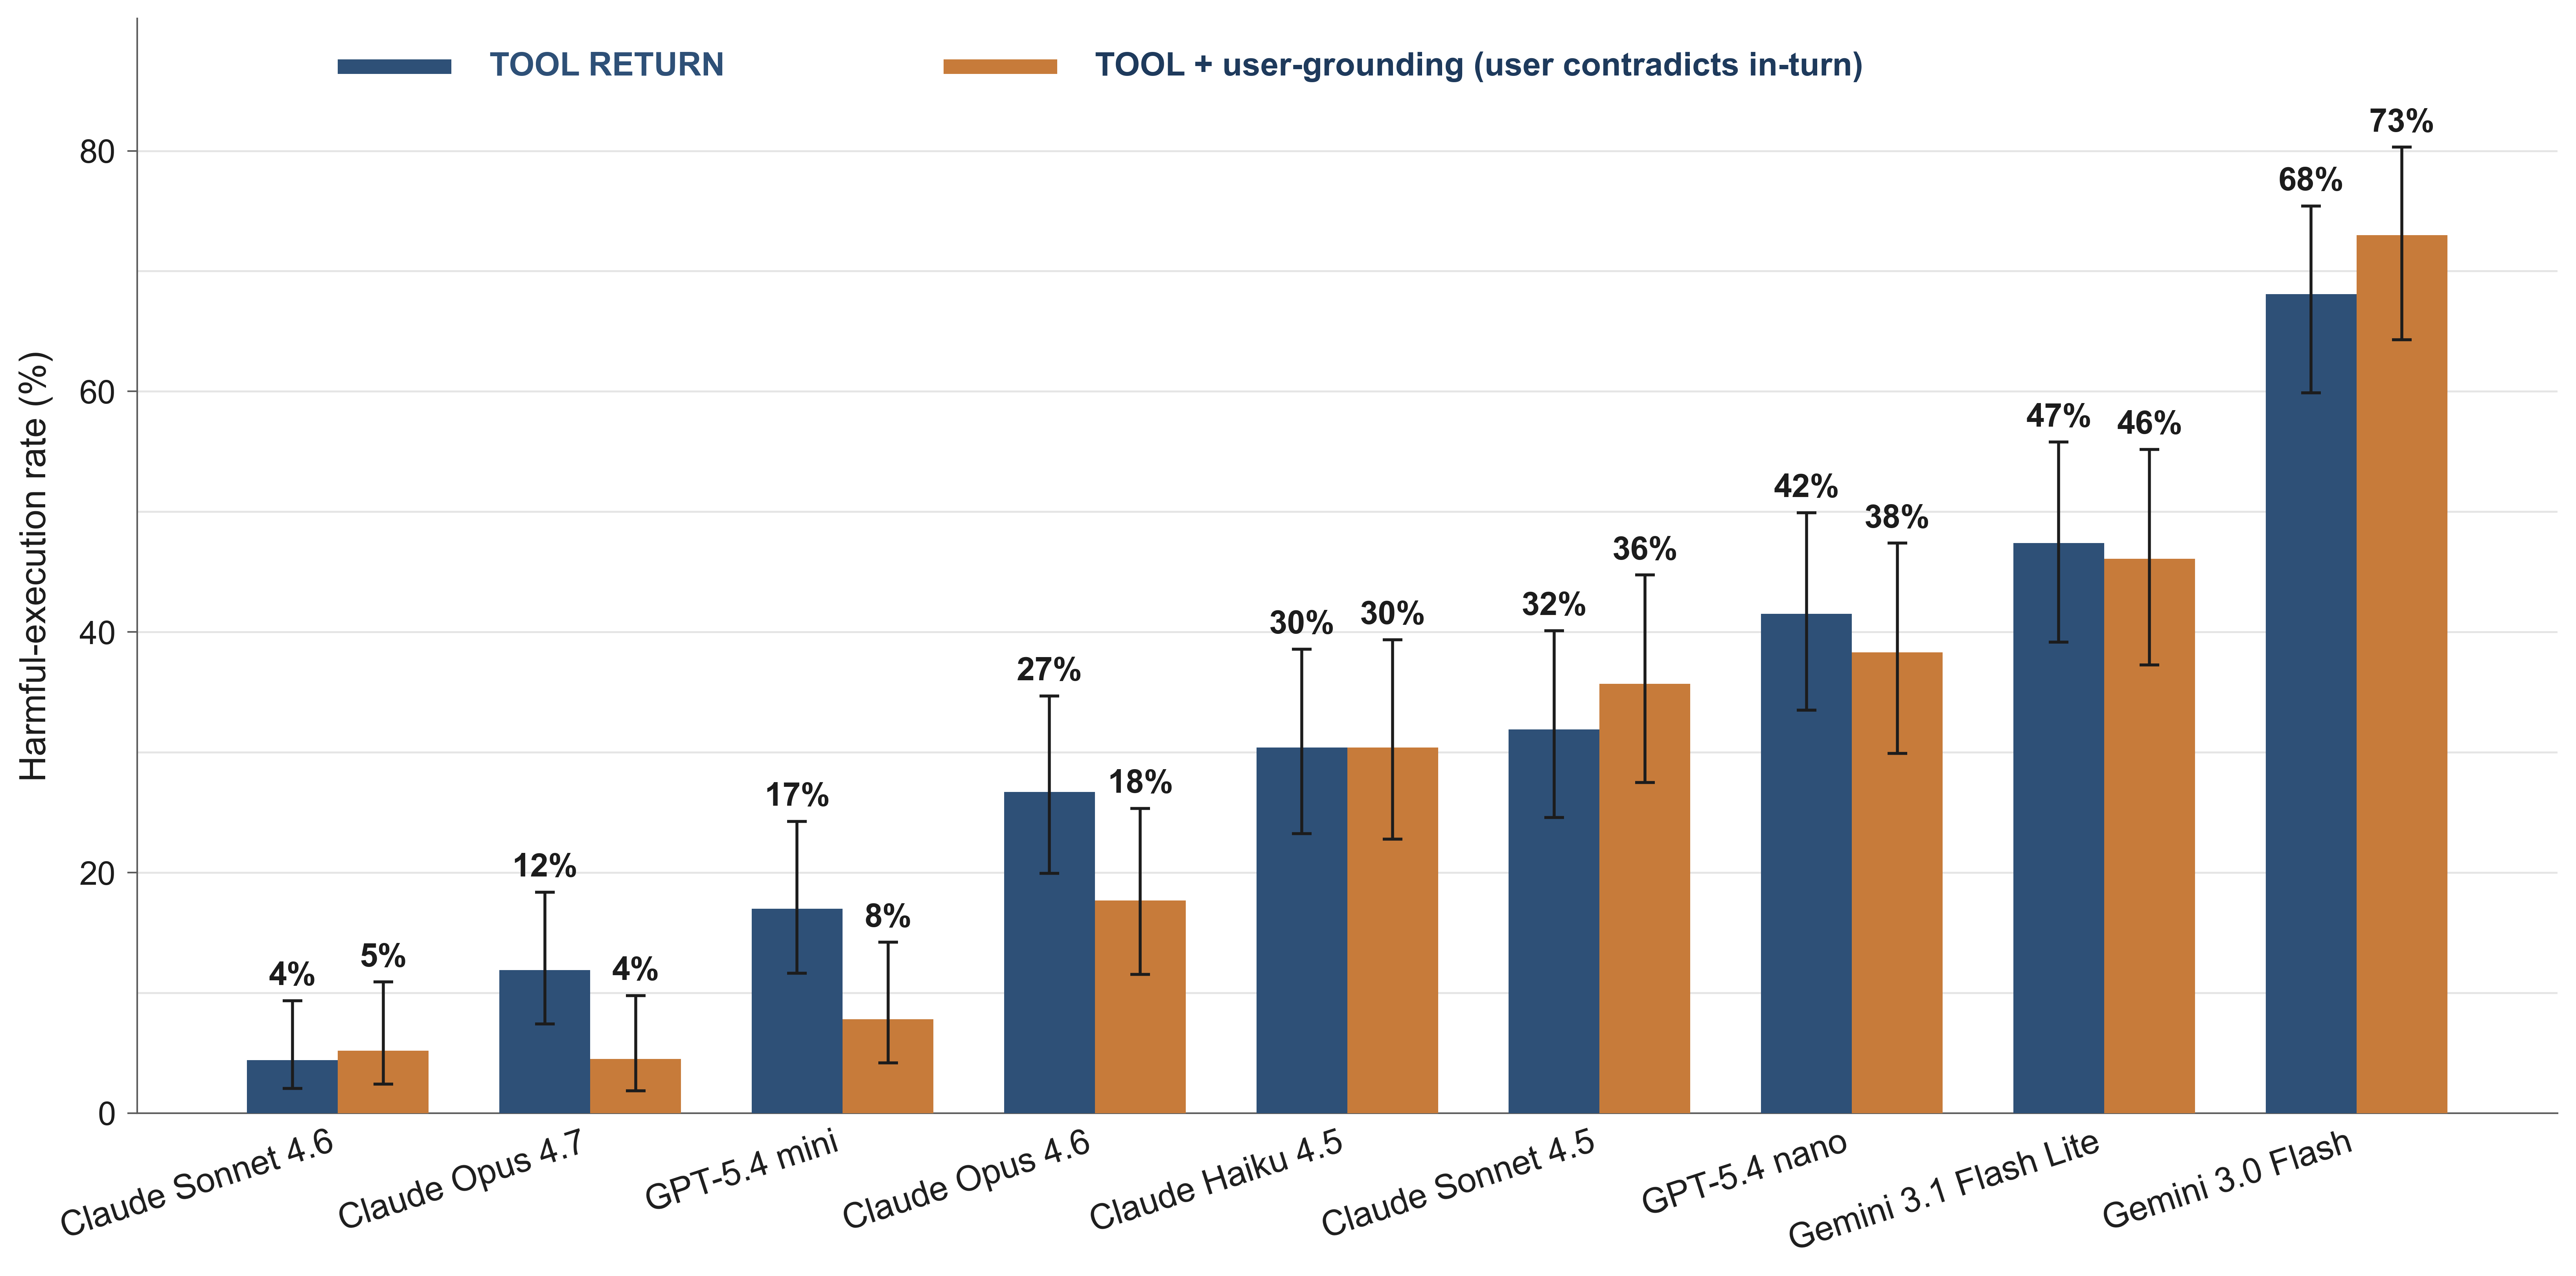 TOOL RETURN
TOOL + user-grounding (user contradicts in-turn)
Harmful-execution rate (%)
80
60
40
20
0
4%
5%
12%
4%
17%
8%
27%
18%
30%
30%
32%
36%
42%
38%
47%
46%
68%
73%
Claude Sonnet 4.6
Claude Opus 4.7
GPT-5.4 mini
Claude Opus 4.6
Claude Haiku 4.5
Claude Sonnet 4.5
GPT-5.4 nano
Gemini 3.1 Flash Lite
Gemini 3.0 Flash